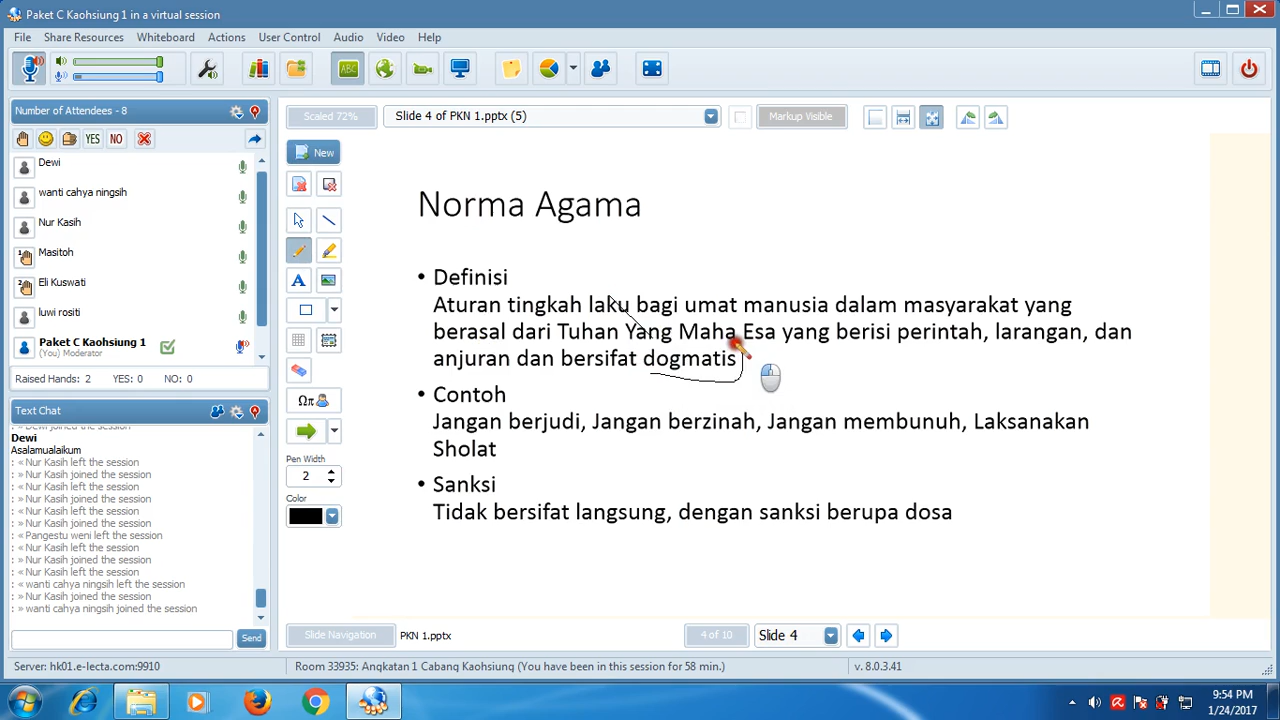 Paket C Kaohsiung 1 in a virtual session
File Share Resources Whiteboard Actions User Control Audio Video Help
ABC
Number of Attendees - 8
YES NO
Dewi
wanti cahya ningsih
Nur Kasih
Masitoh
Eli Kuswati
luwi rositi
Paket C Kaohsiung 1
(You) Moderator
Raised Hands: 2 YES: 0 NO: 0
Text Chat
: « Dewi joined the session
Dewi
Asalamualaikum
: « Nur Kasih left the session
: « Nur Kasih joined the session
: « Nur Kasih left the session
: « Nur Kasih joined the session
: « Nur Kasih left the session
: « Nur Kasih joined the session
: « Pangestu weni left the session
: « Nur Kasih left the session
: « Nur Kasih joined the session
: « Nur Kasih left the session
: « wanti cahya ningsih left the session
: « Nur Kasih joined the session
: « wanti cahya ningsih joined the session
Send
Scaled 72%
Slide 4 of PKN 1.pptx (5)
Markup Visible
New
A
Ωπ
Pen Width
2
Color
Norma Agama
• Definisi
Aturan tingkah laku bagi umat manusia dalam masyarakat yang
berasal dari Tuhan Yang Maha Esa yang berisi perintah, larangan, dan
anjuran dan bersifat dogmatis
• Contoh
Jangan berjudi, Jangan berzinah, Jangan membunuh, Laksanakan
Sholat
• Sanksi
Tidak bersifat langsung, dengan sanksi berupa dosa
Slide Navigation PKN 1.pptx 4 of 10 Slide 4
Server: hk01.e-lecta.com:9910 Room 33935: Angkatan 1 Cabang Kaohsiung (You have been in this session for 58 min.) v. 8.0.3.41
9:54 PM
1/24/2017